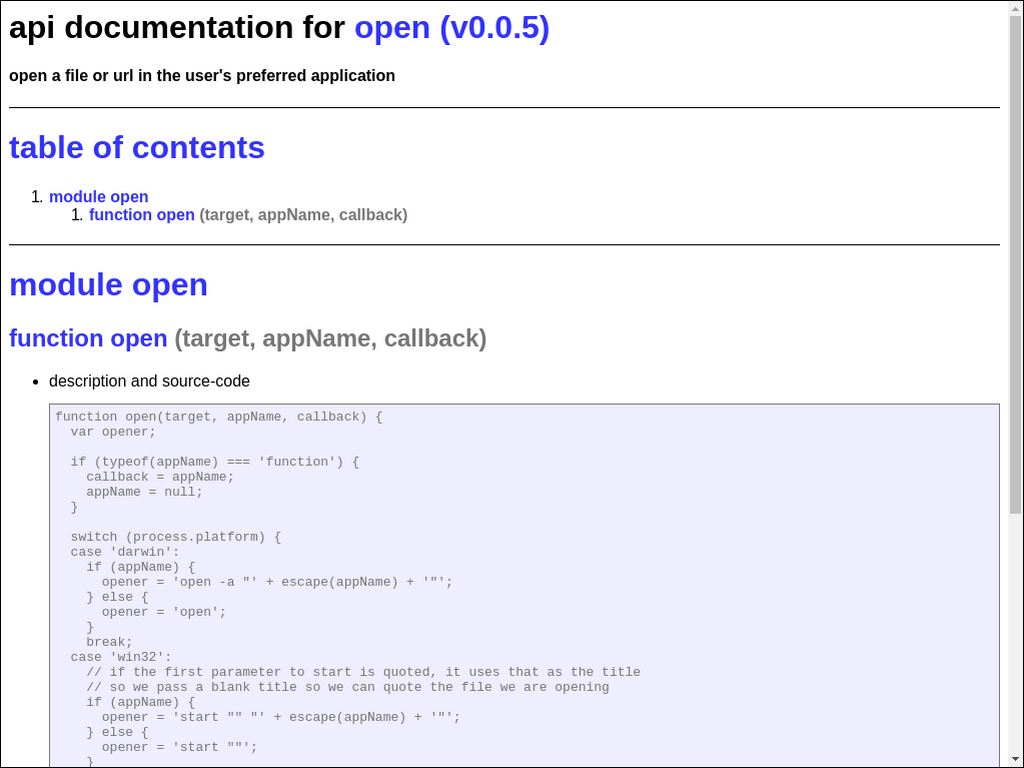 api documentation for open (v0.0.5)
open a file or url in the user's preferred application
table of contents
1. module open
1. function open (target, appName, callback)
module open
function open (target, appName, callback)
• description and source-code
function open(target, appName, callback) {
  var opener;
  if (typeof(appName) === 'function') {
    callback = appName;
    appName = null;
  }
  switch (process.platform) {
  case 'darwin':
    if (appName) {
      opener = 'open -a "' + escape(appName) + '"';
    } else {
      opener = 'open';
    }
    break;
  case 'win32':
    // if the first parameter to start is quoted, it uses that as the title
    // so we pass a blank title so we can quote the file we are opening
    if (appName) {
      opener = 'start "" "' + escape(appName) + '"';
    } else {
      opener = 'start ""';
    }